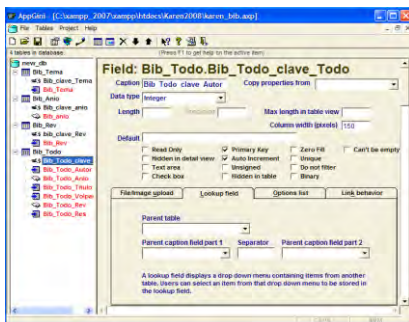 AppGini - [C:\xampp_2007\xampp\htdocs\Karen2008\karen_bib.axp]
File Tables Project Help
4 tables in database
(Press F1 to get help on the active item)
new_db
Bib_Tema
Bib_clave_Tema
Bib_Tema
Bib_Anio
Bib_clave_anio
Bib_anio
Bib_Rev
Bib_clave_Rev
Bib_Rev
Bib_Todo
Bib_Todo_clave
Bib_Todo_Autor
Bib_Todo_Anio
Bib_Todo_Titulo
Bib_Todo_Volpa
Bib_Todo_Rev
Bib_Todo_Res
Field: Bib_Todo.Bib_Todo_clave_Todo
Caption Bib Todo clave Autor Copy properties from
Data type Integer
Length Max length in table view
Column width (pixels) 150
Default
Read Only Primary Key Zero Fill Can't be empty
Hidden in detail view Auto Increment Unique
Text area Unsigned Do not filter
Check box Hidden in table Binary
File/Image upload Lookup field Options list Link behavior
Parent table
Parent caption field part 1 Separator Parent caption field part 2
A lookup field displays a drop down menu containing items from another
table. Users can select an item from that drop down menu to be stored in
the lookup field.